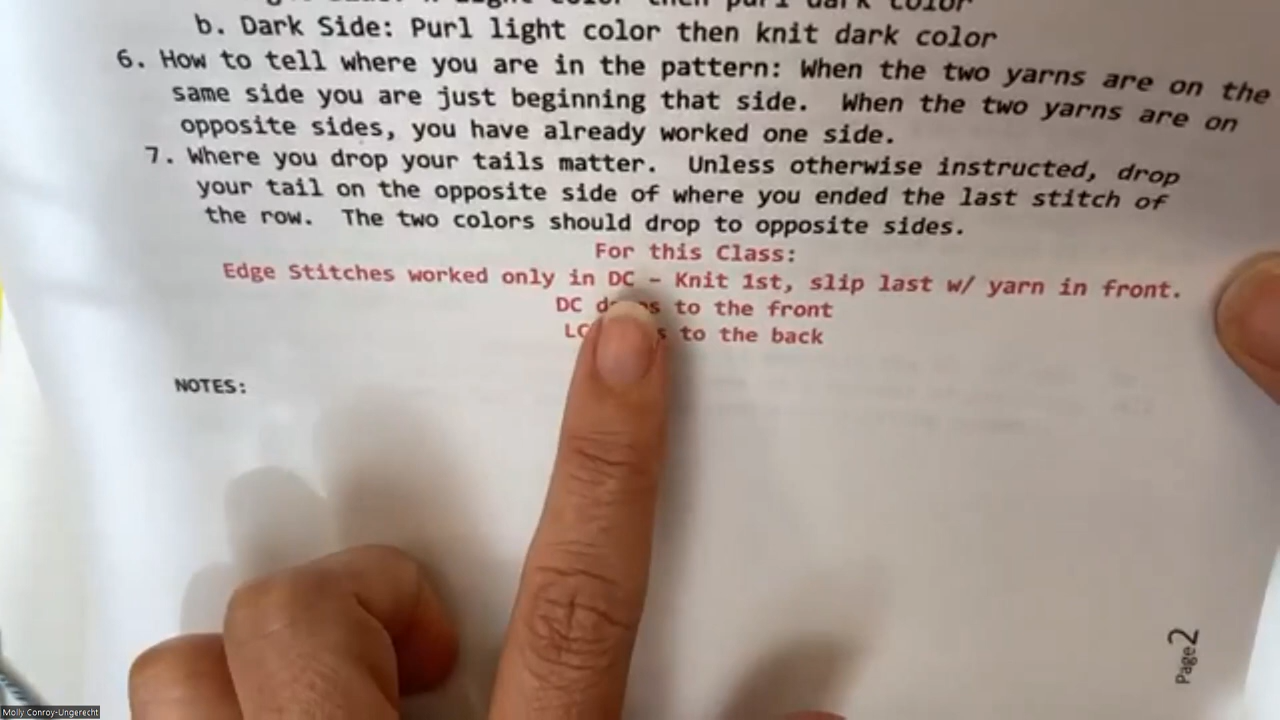 then purl dark color
b. Dark Side: Purl light color then knit dark color
6. How to tell where you are in the pattern: When the two yarns are on the
same side you are just beginning that side. When the two yarns are on
opposite sides, you have already worked one side.
7. Where you drop your tails matter. Unless otherwise instructed, drop
your tail on the opposite side of where you ended the last stitch of
the row. The two colors should drop to opposite sides.
For this Class:
Edge Stitches worked only in DC – Knit 1st, slip last w/ yarn in front.
DC to the front
to the back
NOTES:
Page 2
Molly Conroy-Ungerecht